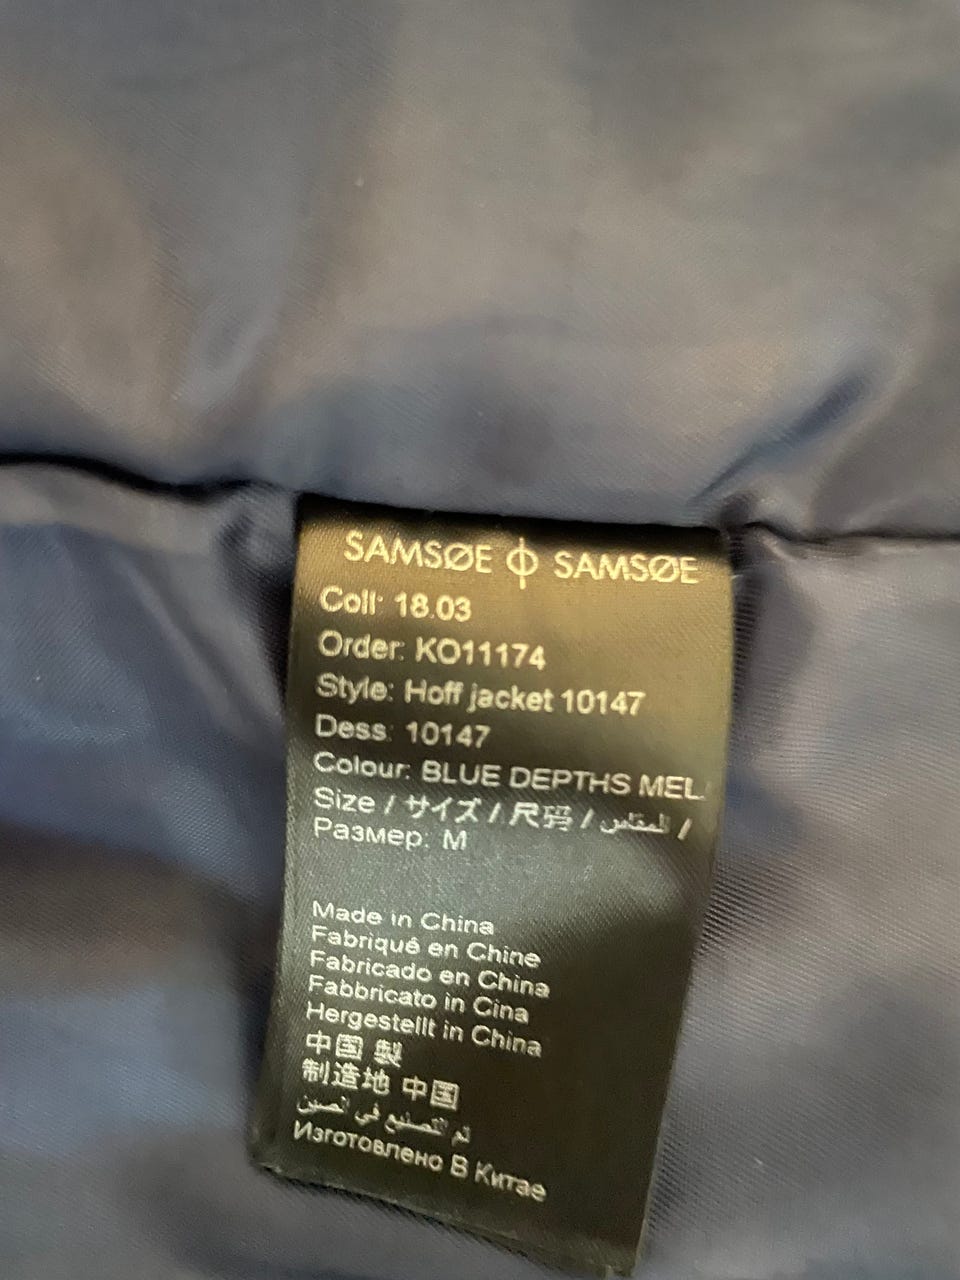 SAMSØE ϕ SAMSØE
Coll: 18.03
Order: KO11174
Style: Hoff jacket 10147
Dess: 10147
Colour: BLUE DEPTHS MEL.
Size / サイズ / 尺码 / المقاس /
Размер: M
Made in China
Fabriqué en Chine
Fabricado en China
Fabbricato in Cina
Hergestellt in China
中国 製
制造地 中国
تم التصنيع في الصين
Изготовлено В Китае